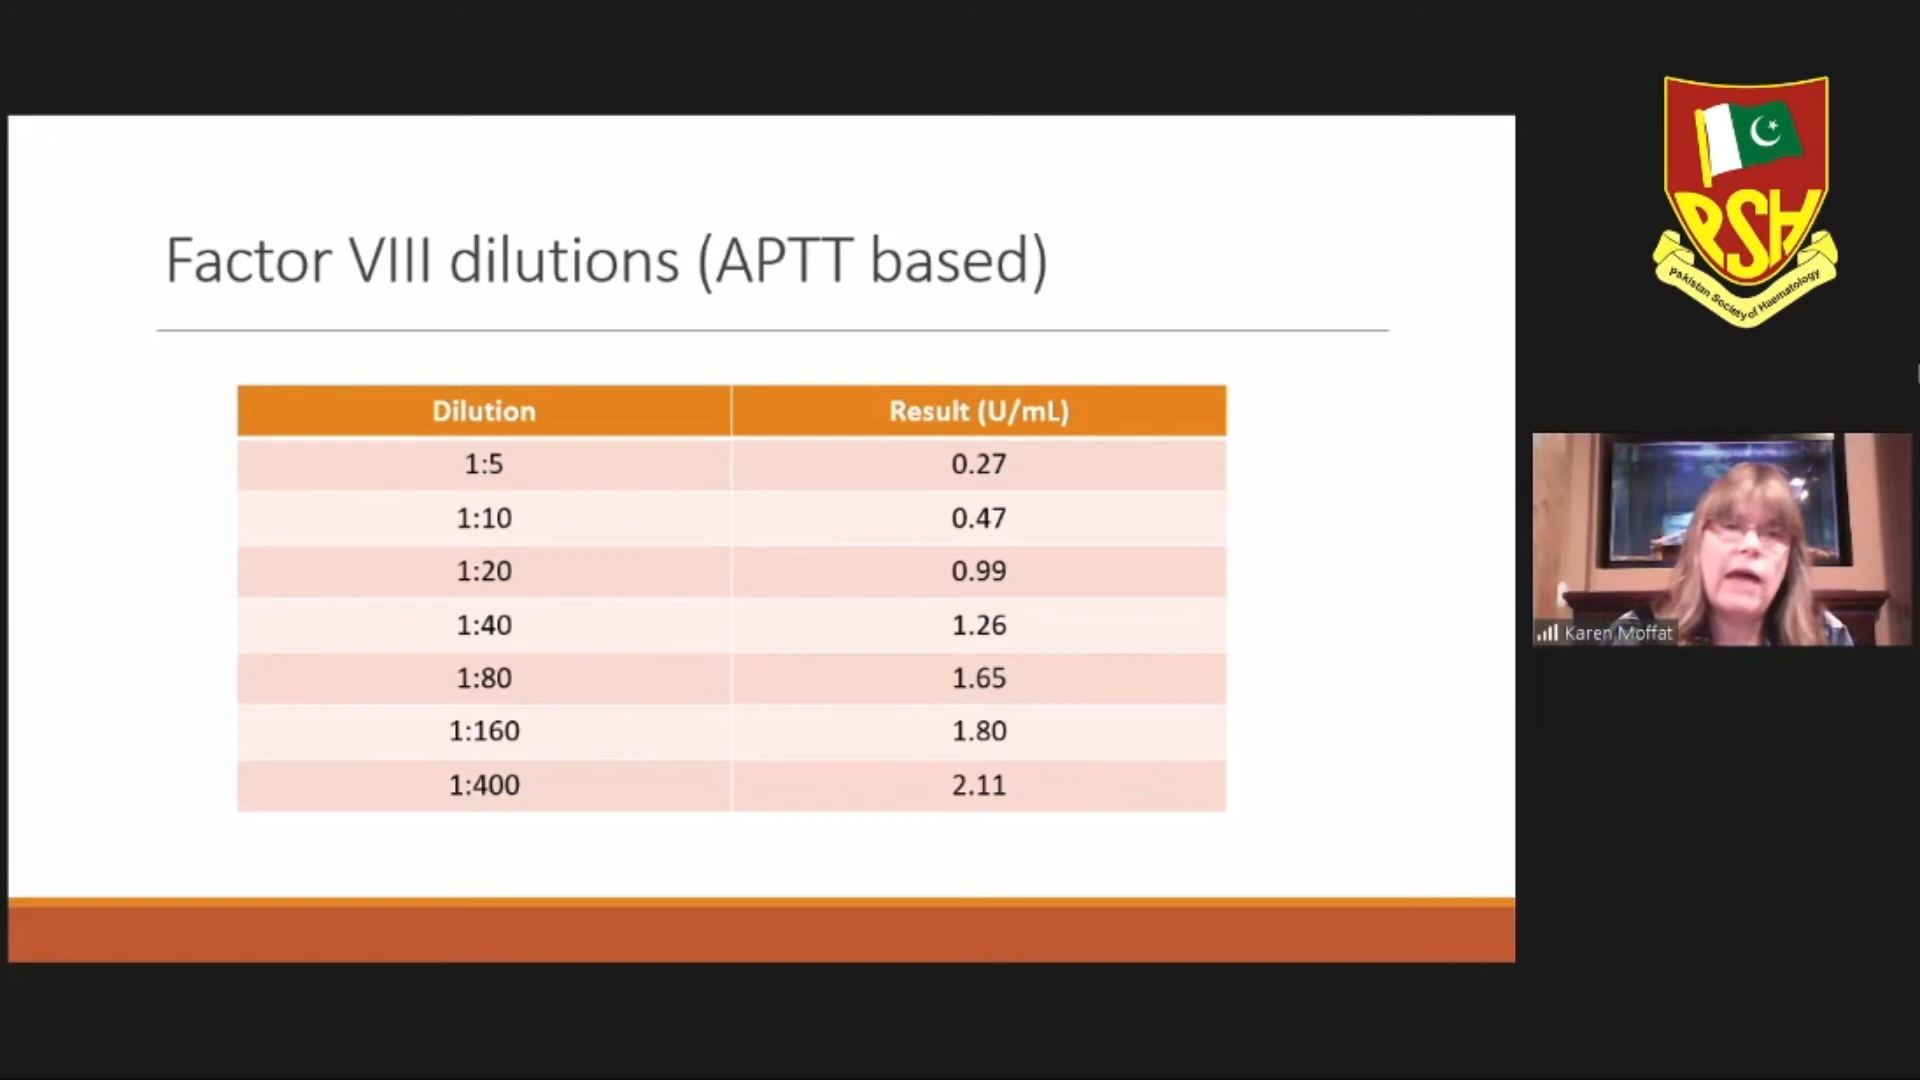 Factor VIII dilutions (APTT based)
Dilution Result (U/mL)
1:5 0.27
1:10 0.47
1:20 0.99
1:40 1.26
1:80 1.65
1:160 1.80
1:400 2.11
PSH
Pakistan Society of Haematology
Karen Moffat